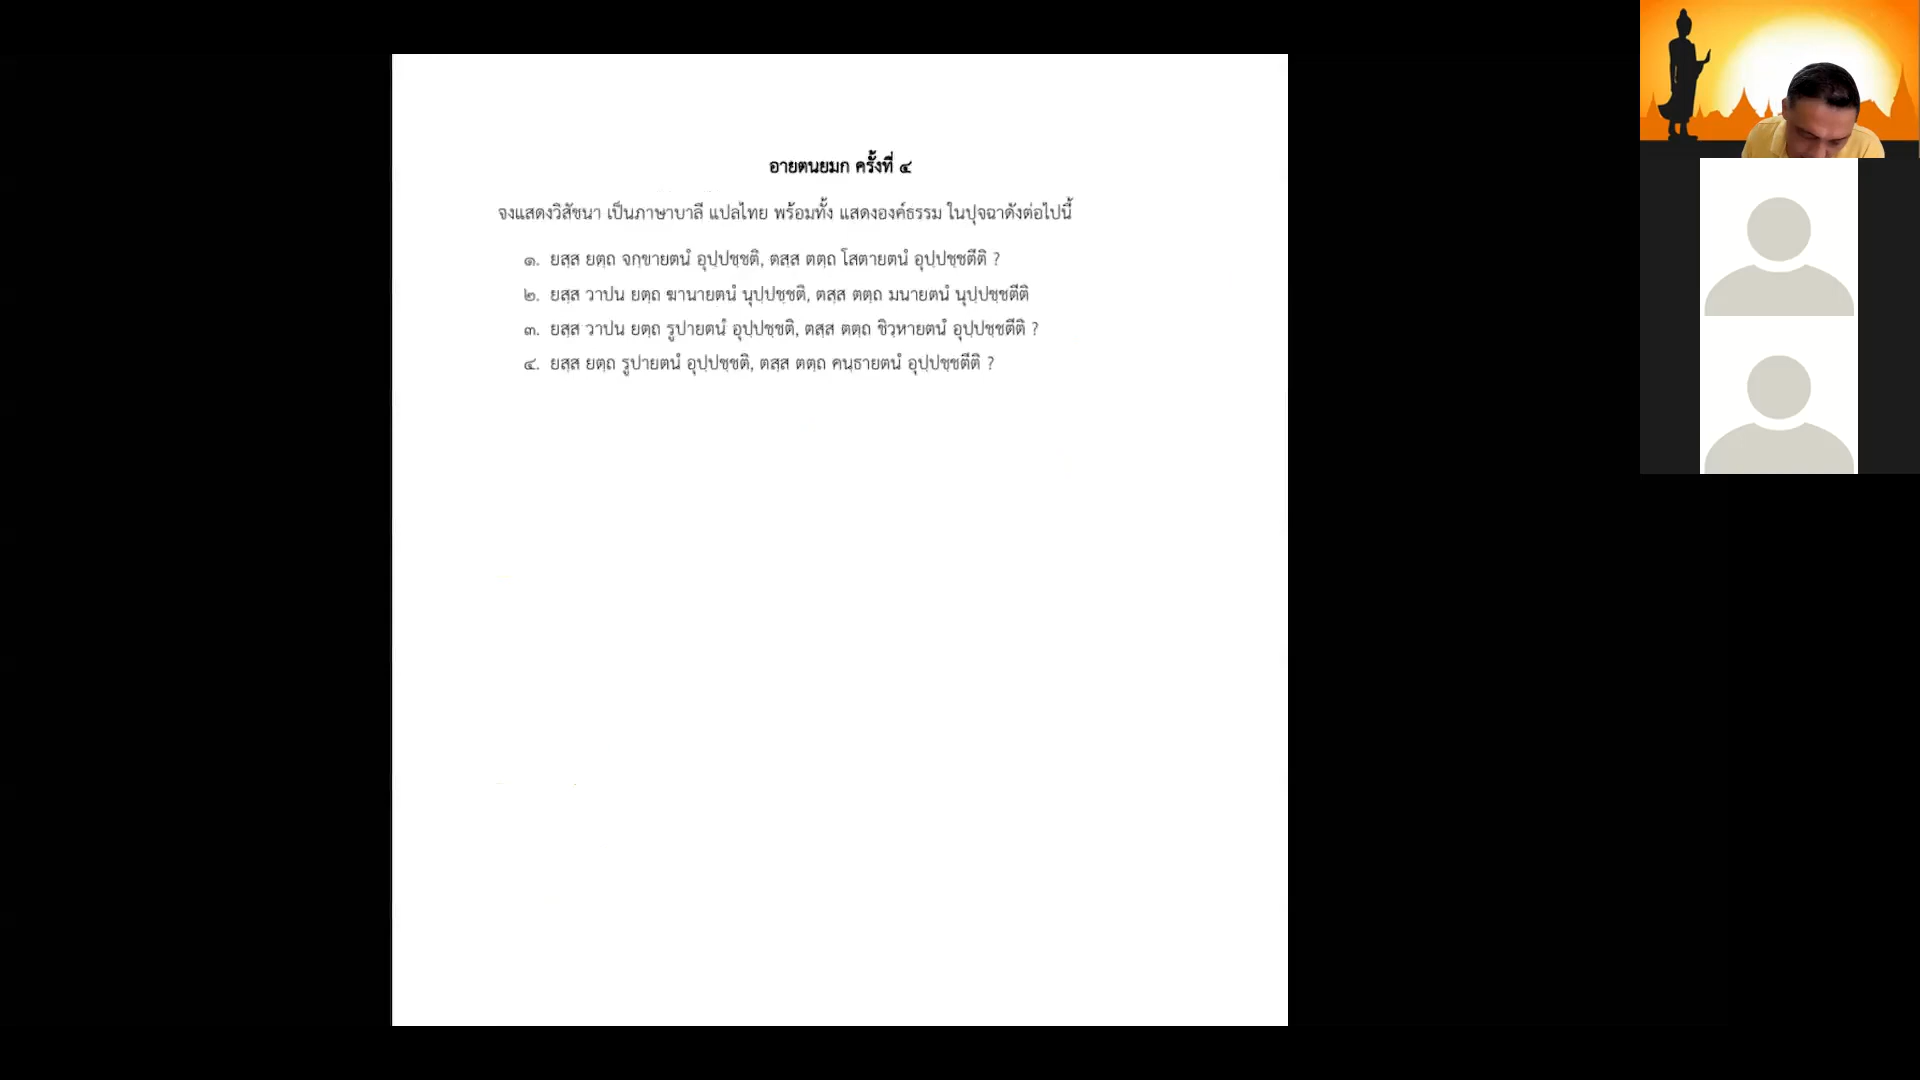 อายตนยมก ครั้งที่ ๔
จงแสดงวิสัชนา เป็นภาษาบาลี แปลไทย พร้อมทั้ง แสดงองค์ธรรม ในปุจฉาดังต่อไปนี้
๑. ยสฺส ยตฺถ จกฺขายตนํ อุปฺปชฺชติ, ตสฺส ตตฺถ โสตายตนํ อุปฺปชฺชตีติ ?
๒. ยสฺส วาปน ยตฺถ ฆานายตนํ นุปฺปชฺชติ, ตสฺส ตตฺถ มนายตนํ นุปฺปชฺชตีติ
๓. ยสฺส วาปน ยตฺถ รูปายตนํ อุปฺปชฺชติ, ตสฺส ตตฺถ ชิวฺหายตนํ อุปฺปชฺชตีติ ?
๔. ยสฺส ยตฺถ รูปายตนํ อุปฺปชฺชติ, ตสฺส ตตฺถ คนฺธายตนํ อุปฺปชฺชตีติ ?